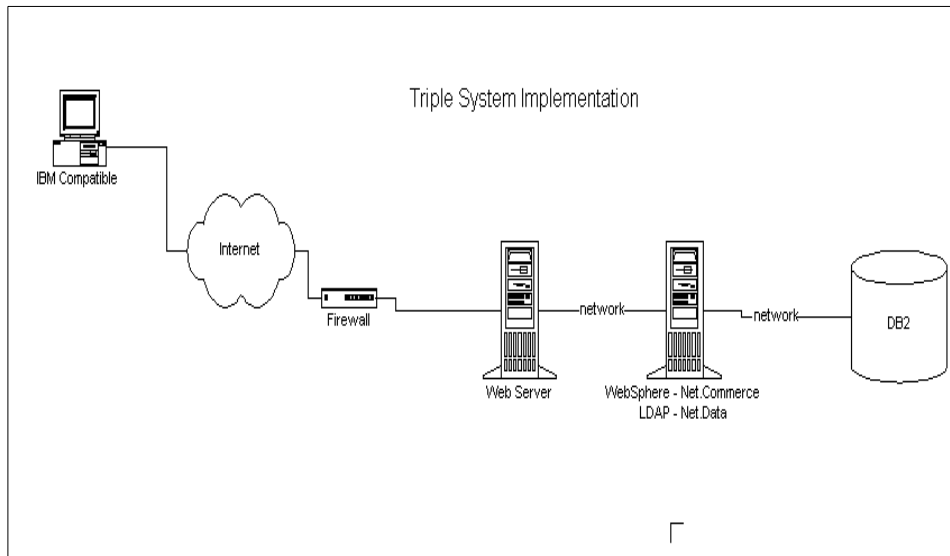 Triple System Implementation
IBM Compatible
Internet
Firewall
Web Server
network
WebSphere - Net.Commerce
LDAP - Net.Data
network
DB2